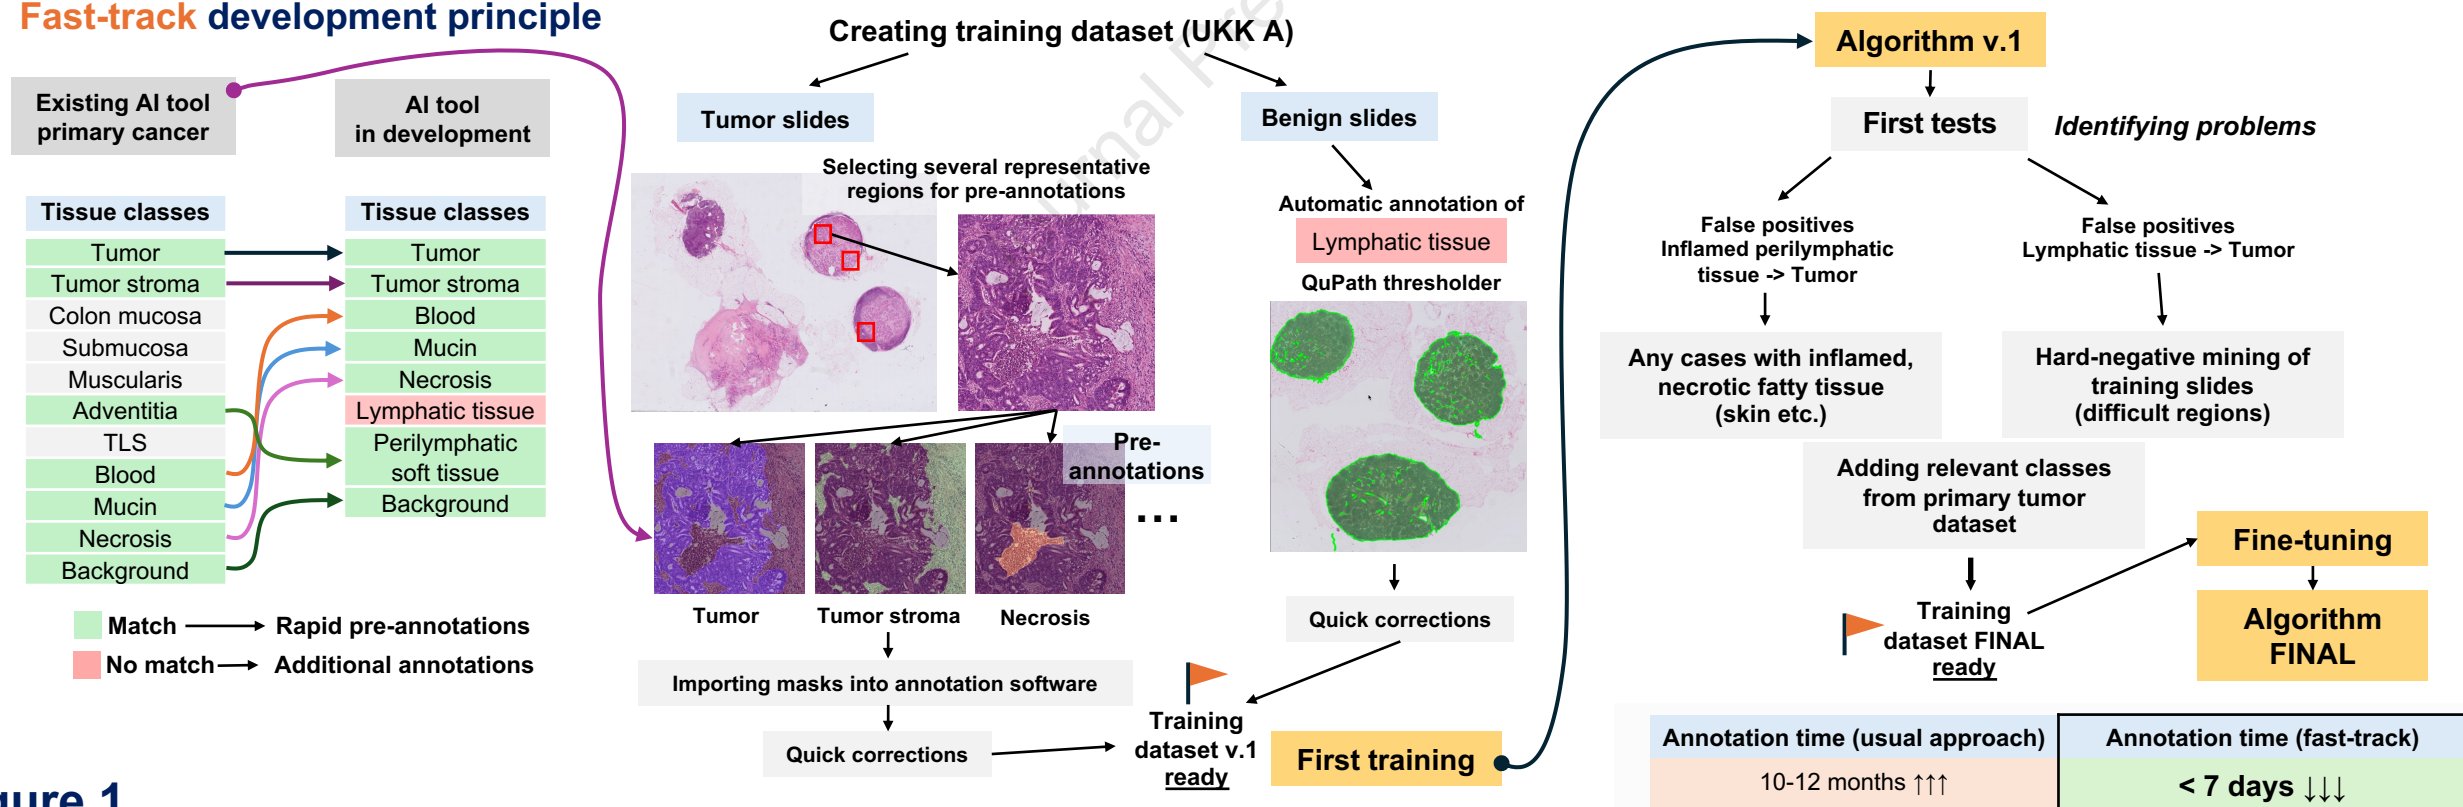 Fast-track development principle
Existing AI tool
primary cancer
AI tool
in development
Tissue classes
Tumor
Tumor stroma
Colon mucosa
Submucosa
Muscularis
Adventitia
TLS
Blood
Mucin
Necrosis
Background
Tissue classes
Tumor
Tumor stroma
Blood
Mucin
Necrosis
Lymphatic tissue
Perilymphatic
soft tissue
Background
Match
Rapid pre-annotations
No match
Additional annotations
Creating training dataset (UKK A)
Tumor slides
Selecting several representative
regions for pre-annotations
Pre-
annotations
...
Tumor
Tumor stroma
Necrosis
Importing masks into annotation software
Quick corrections
Benign slides
Automatic annotation of
Lymphatic tissue
QuPath thresholder
Quick corrections
Training
dataset v.1
ready
First training
Algorithm v.1
First tests
Identifying problems
False positives
Inflamed perilymphatic
tissue -> Tumor
False positives
Lymphatic tissue -> Tumor
Any cases with inflamed,
necrotic fatty tissue
(skin etc.)
Hard-negative mining of
training slides
(difficult regions)
Adding relevant classes
from primary tumor
dataset
Training
dataset FINAL
ready
Fine-tuning
Algorithm
FINAL
Annotation time (usual approach)
Annotation time (fast-track)
10-12 months ↑↑↑
< 7 days ↓↓↓
gure 1